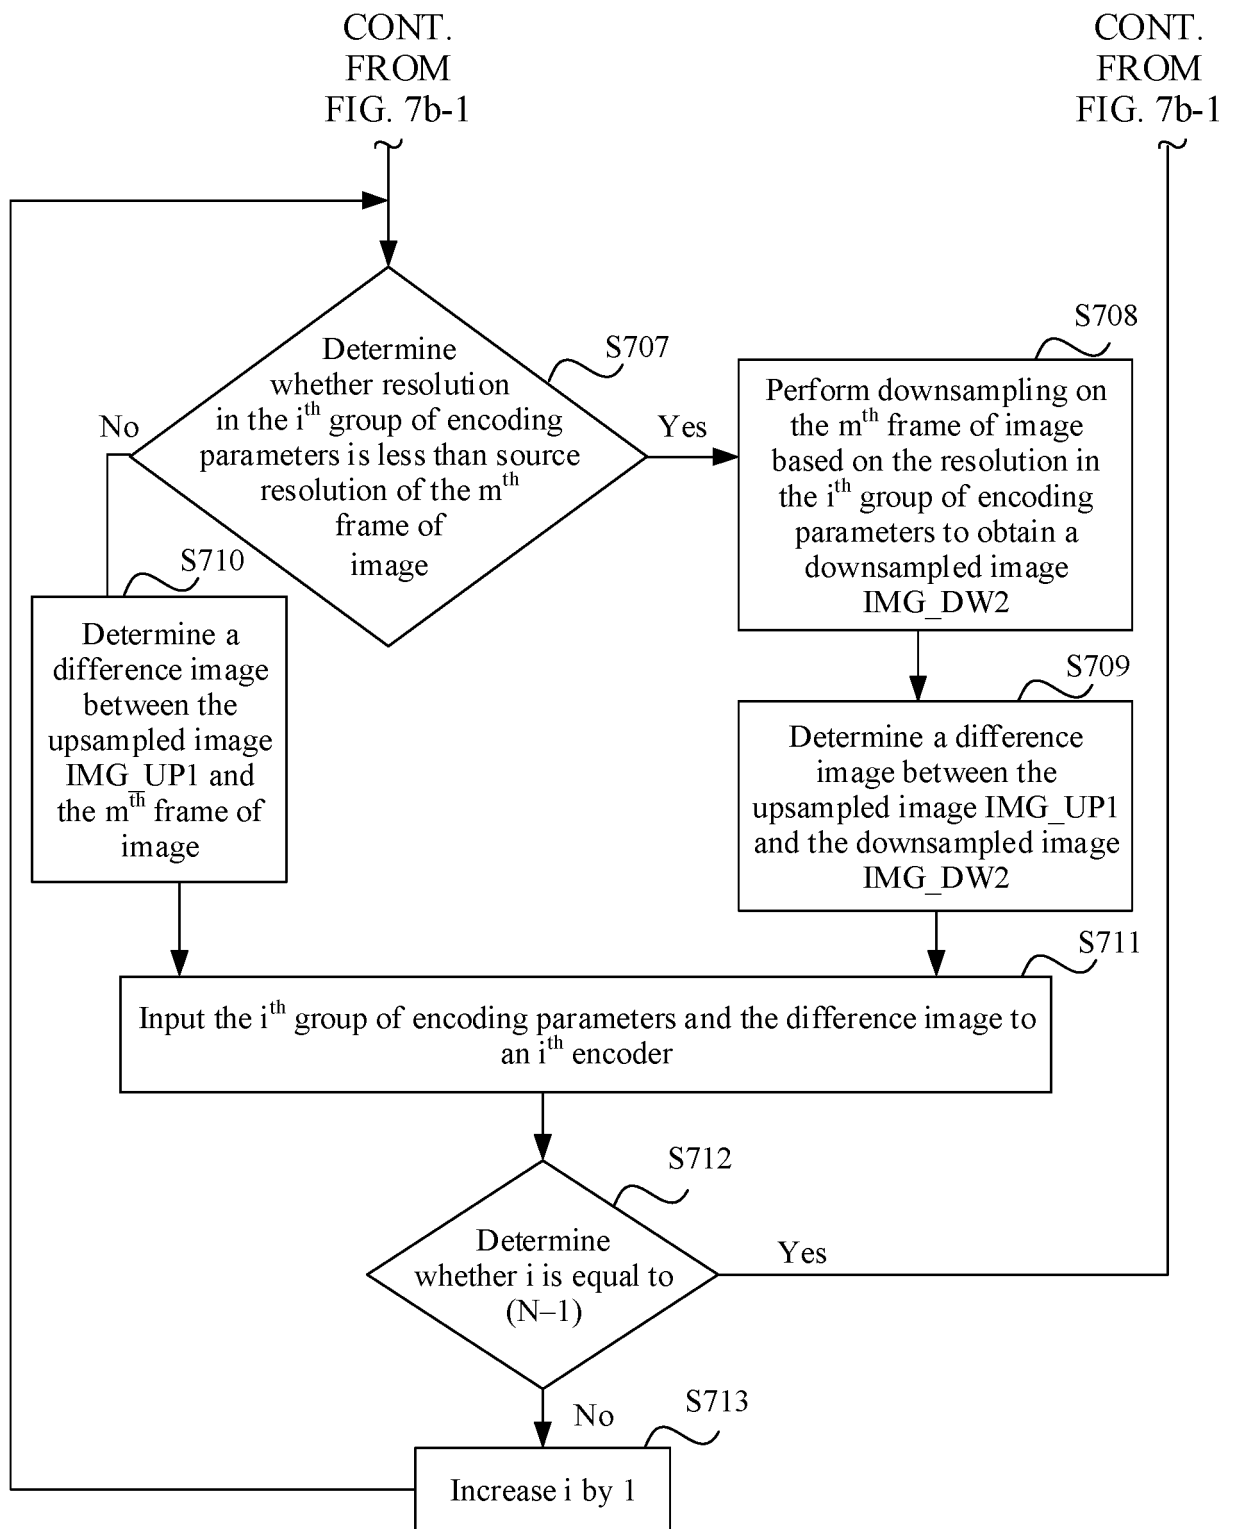 CONT.
FROM
FIG. 7b-1
CONT.
FROM
FIG. 7b-1
S707
Determine
whether resolution
in the ith group of encoding
parameters is less than source
resolution of the mth
frame of
image
No
Yes
S708
Perform downsampling on
the mth frame of image
based on the resolution in
the ith group of encoding
parameters to obtain a
downsampled image
IMG_DW2
S710
Determine a
difference image
between the
upsampled image
IMG_UP1 and
the mth frame of
image
S709
Determine a difference
image between the
upsampled image IMG_UP1
and the downsampled image
IMG_DW2
S711
Input the ith group of encoding parameters and the difference image to
an ith encoder
S712
Determine
whether i is equal to
(N–1)
Yes
No
S713
Increase i by 1